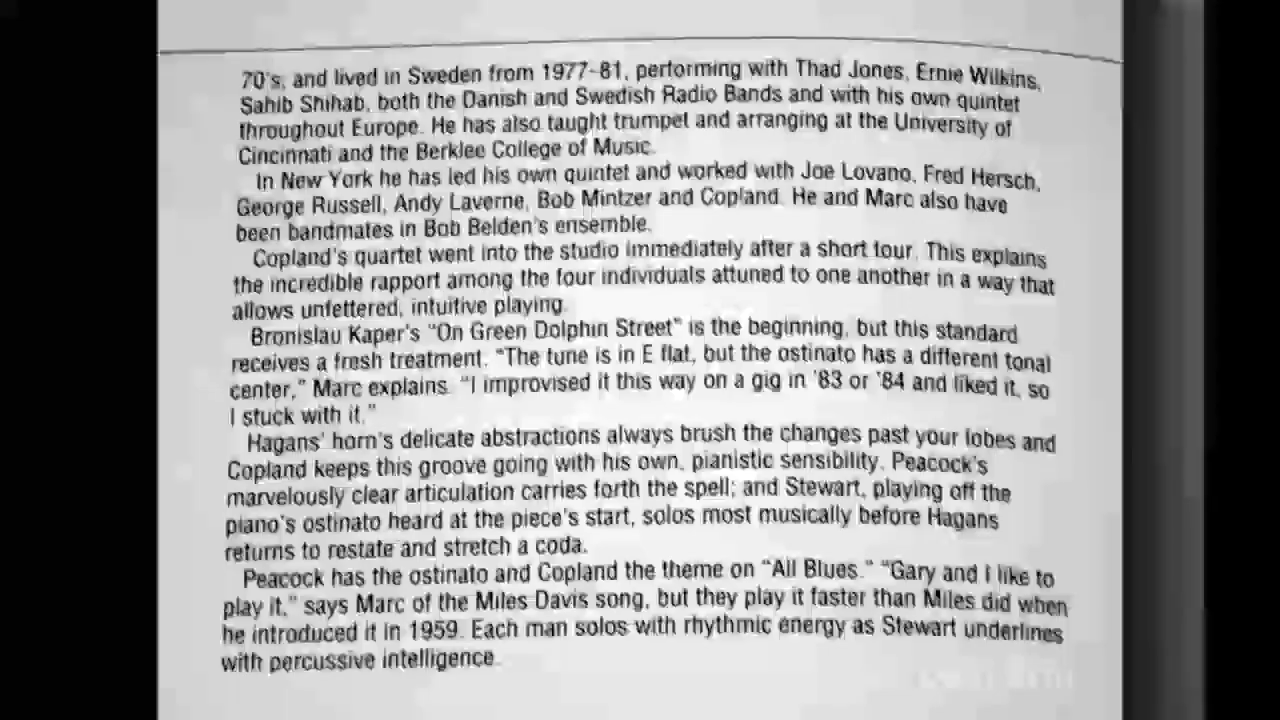 70's, and lived in Sweden from 1977-81, performing with Thad Jones, Ernie Wilkins,
Sahib Shihab, both the Danish and Swedish Radio Bands and with his own quintet
throughout Europe. He has also taught trumpet and arranging at the University of
Cincinnati and the Berklee College of Music.
In New York he has led his own quintet and worked with Joe Lovano, Fred Hersch,
George Russell, Andy Laverne, Bob Mintzer and Copland. He and Marc also have
been bandmates in Bob Belden's ensemble.
Copland's quartet went into the studio immediately after a short tour. This explains
the incredible rapport among the four individuals attuned to one another in a way that
allows unfettered, intuitive playing.
Bronislau Kaper's "On Green Dolphin Street" is the beginning, but this standard
receives a fresh treatment. "The tune is in E flat, but the ostinato has a different tonal
center," Marc explains. "I improvised it this way on a gig in '83 or '84 and liked it, so
I stuck with it."
Hagans' horn's delicate abstractions always brush the changes past your lobes and
Copland keeps this groove going with his own, pianistic sensibility. Peacock's
marvelously clear articulation carries forth the spell; and Stewart, playing off the
piano's ostinato heard at the piece's start, solos most musically before Hagans
returns to restate and stretch a coda.
Peacock has the ostinato and Copland the theme on "All Blues." "Gary and I like to
play it," says Marc of the Miles Davis song, but they play it faster than Miles did when
he introduced it in 1959. Each man solos with rhythmic energy as Stewart underlines
with percussive intelligence.